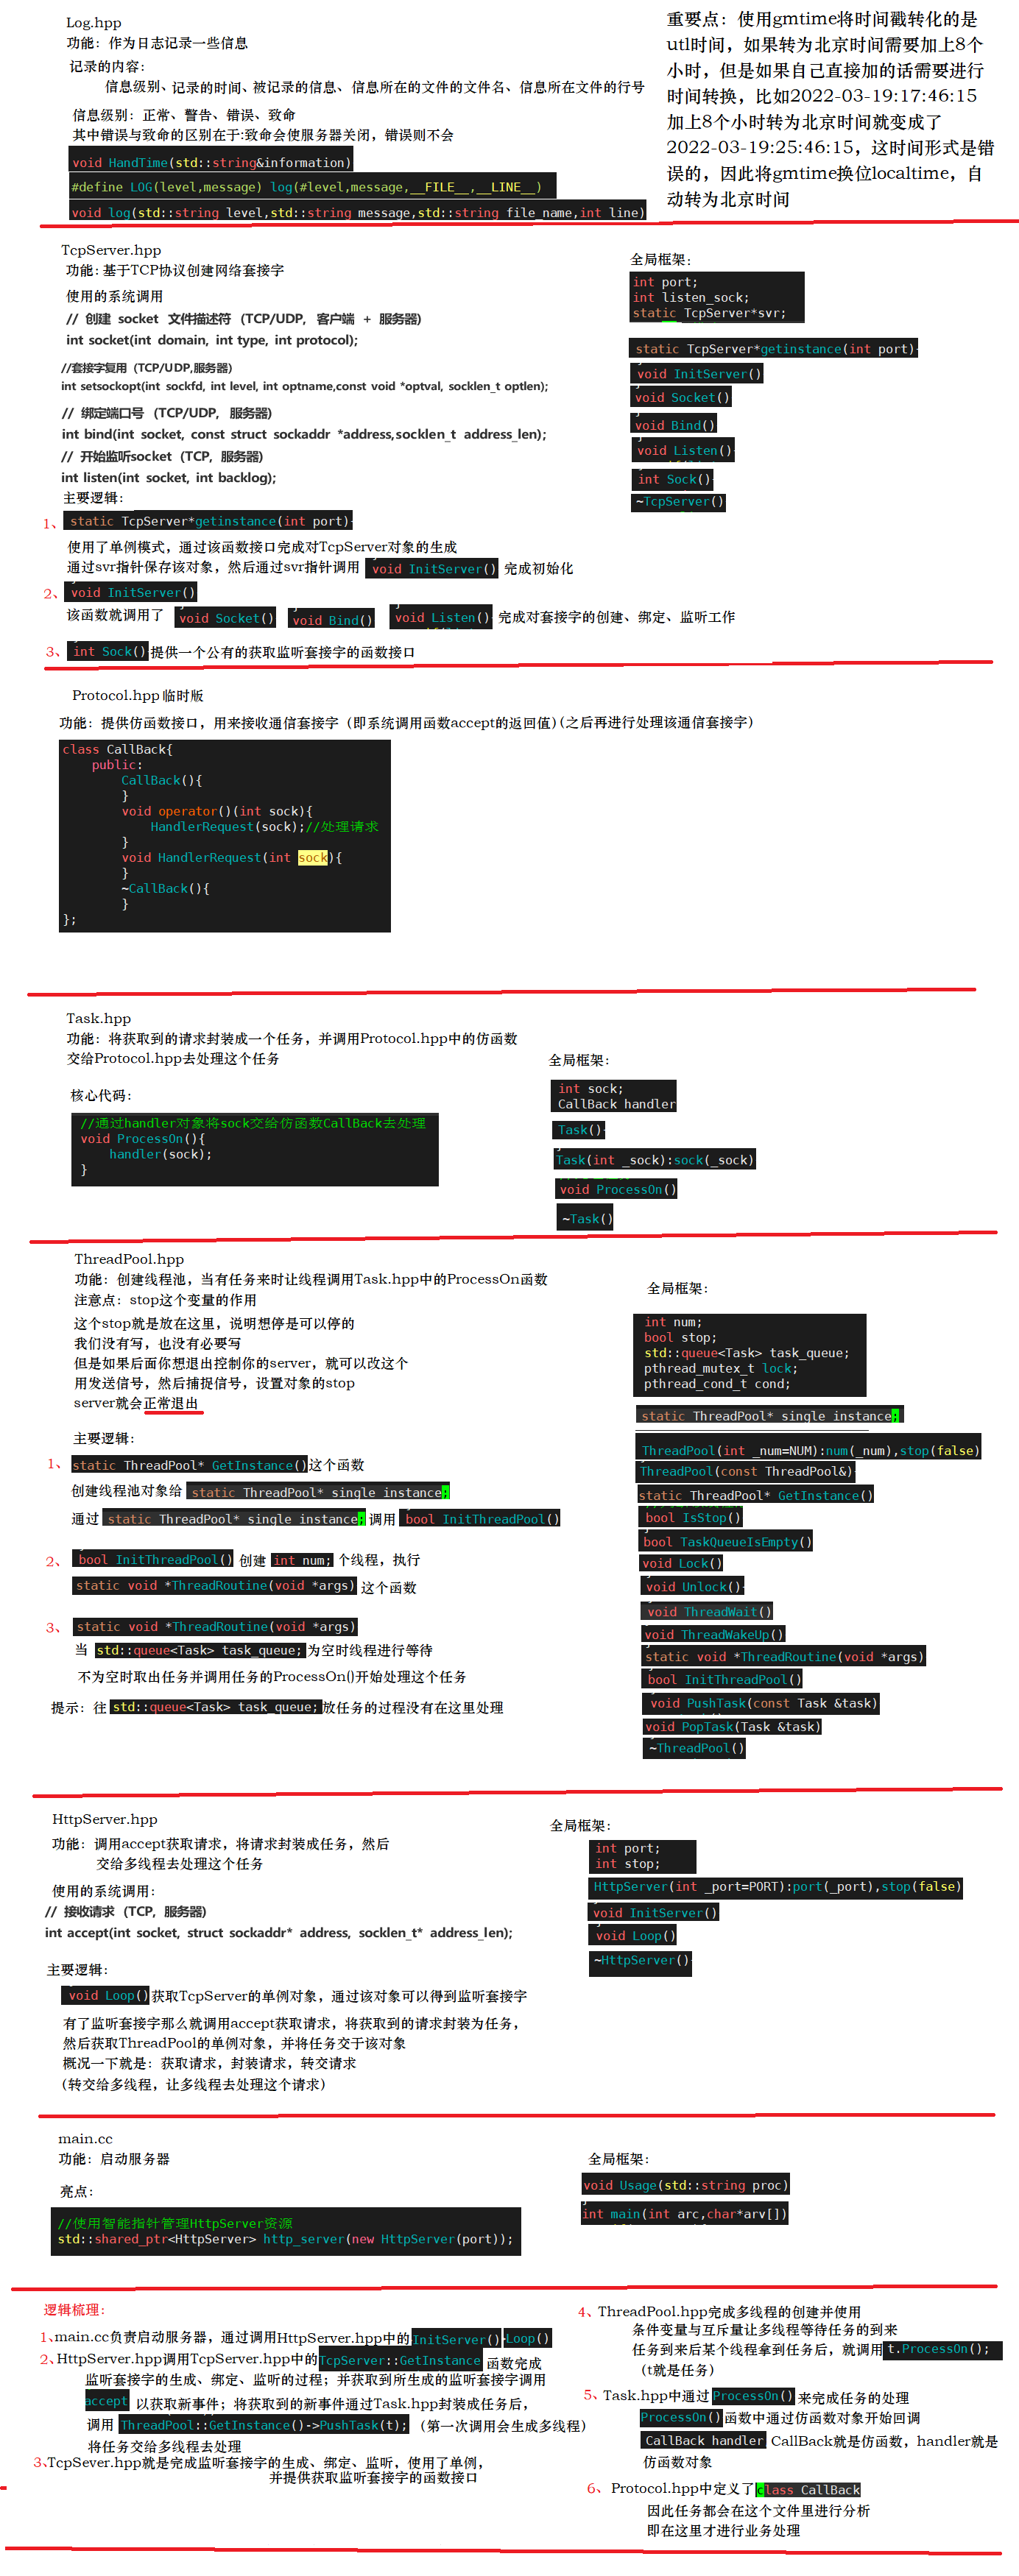 Log.hpp
功能：作为日志记录一些信息
记录的内容：
信息级别、记录的时间、被记录的信息、信息所在的文件的文件名、信息所在文件的行号
信息级别：正常、警告、错误、致命
其中错误与致命的区别在于:致命会使服务器关闭，错误则不会
void HandTime(std::string&information)
#define LOG(level,message) log(#level,message,__FILE__,__LINE__)
void log(std::string level,std::string message,std::string file_name,int line)
重要点：使用gmtime将时间戳转化的是
utl时间，如果转为北京时间需要加上8个
小时，但是如果自己直接加的话需要进行
时间转换，比如2022-03-19:17:46:15
加上8个小时转为北京时间就变成了
2022-03-19:25:46:15，这时间形式是错
误的，因此将gmtime换位localtime，自
动转为北京时间
TcpServer.hpp
功能:基于TCP协议创建网络套接字
使用的系统调用
// 创建 socket 文件描述符 (TCP/UDP, 客户端 + 服务器)
int socket(int domain, int type, int protocol);
//套接字复用（TCP/UDP,服务器）
int setsockopt(int sockfd, int level, int optname,const void *optval, socklen_t optlen);
// 绑定端口号 (TCP/UDP, 服务器)
int bind(int socket, const struct sockaddr *address,socklen_t address_len);
// 开始监听socket (TCP, 服务器)
int listen(int socket, int backlog);
主要逻辑：
1、static TcpServer*getinstance(int port){
使用了单例模式，通过该函数接口完成对TcpServer对象的生成
通过svr指针保存该对象，然后通过svr指针调用 void InitServer() 完成初始化
2、void InitServer()
该函数就调用了 void Socket() void Bind() void Listen() 完成对套接字的创建、绑定、监听工作
3、int Sock() 提供一个公有的获取监听套接字的函数接口
全局框架：
int port;
int listen_sock;
static TcpServer*svr;
static TcpServer*getinstance(int port){
void InitServer()
void Socket()
void Bind()
void Listen()
int Sock()
~TcpServer()
Protocol.hpp 临时版
功能：提供仿函数接口，用来接收通信套接字（即系统调用函数accept的返回值）(之后再进行处理该通信套接字)
class CallBack{
public:
CallBack(){
}
void operator()(int sock){
HandlerRequest(sock);//处理请求
}
void HandlerRequest(int sock){
}
~CallBack(){
}
};
Task.hpp
功能：将获取到的请求封装成一个任务，并调用Protocol.hpp中的仿函数
交给Protocol.hpp去处理这个任务
核心代码：
//通过handler对象将sock交给仿函数CallBack去处理
void ProcessOn(){
handler(sock);
}
全局框架：
int sock;
CallBack handler
Task()
Task(int _sock):sock(_sock)
void ProcessOn()
~Task()
ThreadPool.hpp
功能：创建线程池，当有任务来时让线程调用Task.hpp中的ProcessOn函数
注意点：stop这个变量的作用
这个stop就是放在这里，说明想停是可以停的
我们没有写，也没有必要写
但是如果后面你想退出控制你的server，就可以改这个
用发送信号，然后捕捉信号，设置对象的stop
server就会正常退出
主要逻辑：
1、static ThreadPool* GetInstance() 这个函数
创建线程池对象给 static ThreadPool* single_instance;
通过 static ThreadPool* single_instance; 调用 bool InitThreadPool()
2、bool InitThreadPool() 创建 int num; 个线程，执行
static void *ThreadRoutine(void *args) 这个函数
3、static void *ThreadRoutine(void *args)
当 std::queue<Task> task_queue; 为空时线程进行等待
不为空时取出任务并调用任务的ProcessOn()开始处理这个任务
提示：往 std::queue<Task> task_queue; 放任务的过程没有在这里处理
全局框架：
int num;
bool stop;
std::queue<Task> task_queue;
pthread_mutex_t lock;
pthread_cond_t cond;
static ThreadPool* single_instance;
ThreadPool(int _num=NUM):num(_num),stop(false)
ThreadPool(const ThreadPool&)
static ThreadPool* GetInstance()
bool IsStop()
bool TaskQueueIsEmpty()
void Lock()
void Unlock()
void ThreadWait()
void ThreadWakeUp()
static void *ThreadRoutine(void *args)
bool InitThreadPool()
void PushTask(const Task &task)
void PopTask(Task &task)
~ThreadPool()
HttpServer.hpp
功能：调用accept获取请求，将请求封装成任务，然后
交给多线程去处理这个任务
使用的系统调用：
// 接收请求 (TCP, 服务器)
int accept(int socket, struct sockaddr* address, socklen_t* address_len);
主要逻辑：
void Loop() 获取TcpServer的单例对象，通过该对象可以得到监听套接字
有了监听套接字那么就调用accept获取请求，将获取到的请求封装为任务，
然后获取ThreadPool的单例对象，并将任务交于该对象
概况一下就是：获取请求，封装请求，转交请求
(转交给多线程，让多线程去处理这个请求)
全局框架：
int port;
int stop;
HttpServer(int _port=PORT):port(_port),stop(false)
void InitServer()
void Loop()
~HttpServer()
main.cc
功能：启动服务器
亮点：
//使用智能指针管理HttpServer资源
std::shared_ptr<HttpServer> http_server(new HttpServer(port));
全局框架：
void Usage(std::string proc)
int main(int arc,char*arv[])
逻辑梳理：
1、main.cc负责启动服务器，通过调用HttpServer.hpp中的InitServer() Loop()
2、HttpServer.hpp调用TcpServer.hpp中的TcpServer::GetInstance 函数完成
监听套接字的生成、绑定、监听的过程；并获取到所生成的监听套接字调用
accept 以获取新事件；将获取到的新事件通过Task.hpp封装成任务后，
调用 ThreadPool::GetInstance()->PushTask(t);（第一次调用会生成多线程）
将任务交给多线程去处理
3、TcpSever.hpp就是完成监听套接字的生成、绑定、监听，使用了单例，
并提供获取监听套接字的函数接口
4、ThreadPool.hpp完成多线程的创建并使用
条件变量与互斥量让多线程等待任务的到来
任务到来后某个线程拿到任务后，就调用t.ProcessOn();
（t就是任务）
5、Task.hpp中通过 ProcessOn() 来完成任务的处理
ProcessOn() 函数中通过仿函数对象开始回调
CallBack handler CallBack就是仿函数，handler就是
仿函数对象
6、Protocol.hpp中定义了class CallBack
因此任务都会在这个文件里进行分析
即在这里才进行业务处理